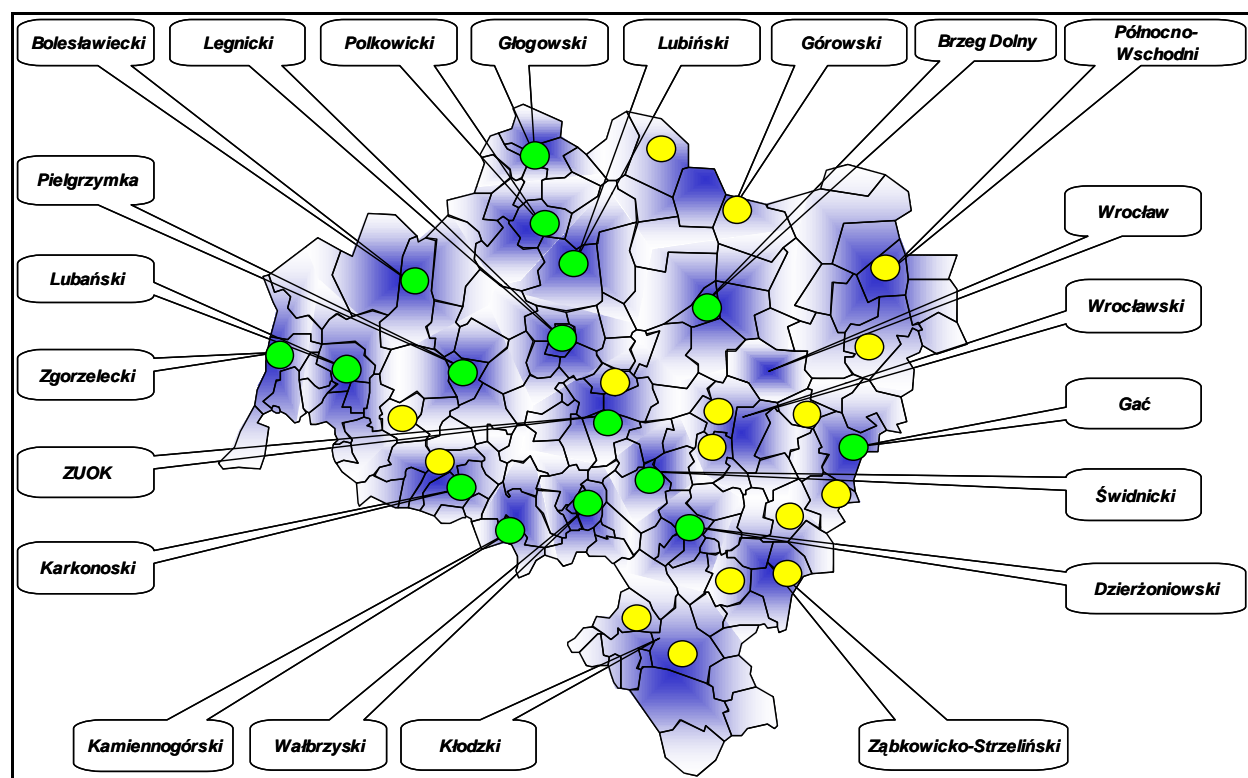 Bolesławiecki
Legnicki
Polkowicki
Głogowski
Lubiński
Górowski
Brzeg Dolny
Północno-
Wschodni
Pielgrzymka
Wrocław
Lubański
Wrocławski
Zgorzelecki
Gać
ZUOK
Świdnicki
Karkonoski
Dzierżoniowski
Kamiennogórski
Wałbrzyski
Kłodzki
Ząbkowicko-Strzeliński